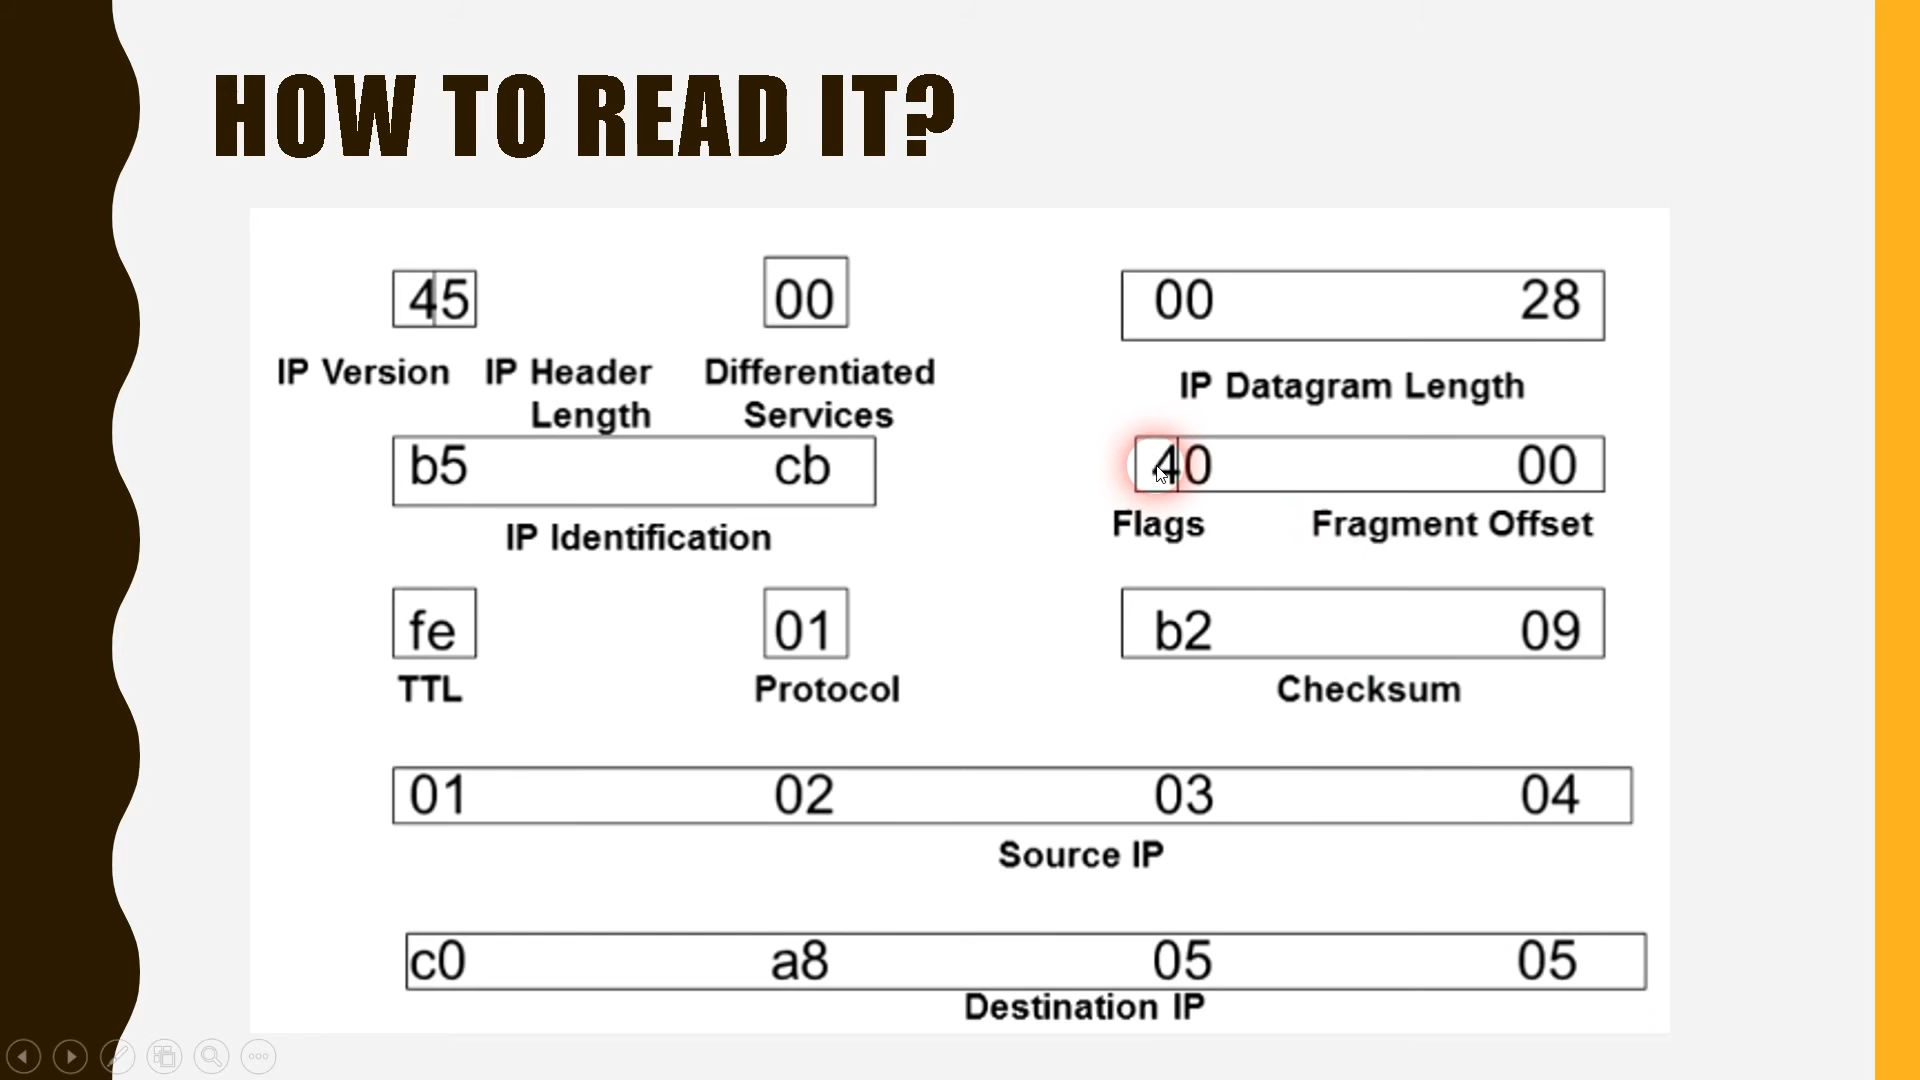 HOW TO READ IT?
45 00 00 28
IP Version IP Header Length Differentiated Services IP Datagram Length
b5 cb 40 00
IP Identification Flags Fragment Offset
fe 01 b2 09
TTL Protocol Checksum
01 02 03 04
Source IP
c0 a8 05 05
Destination IP